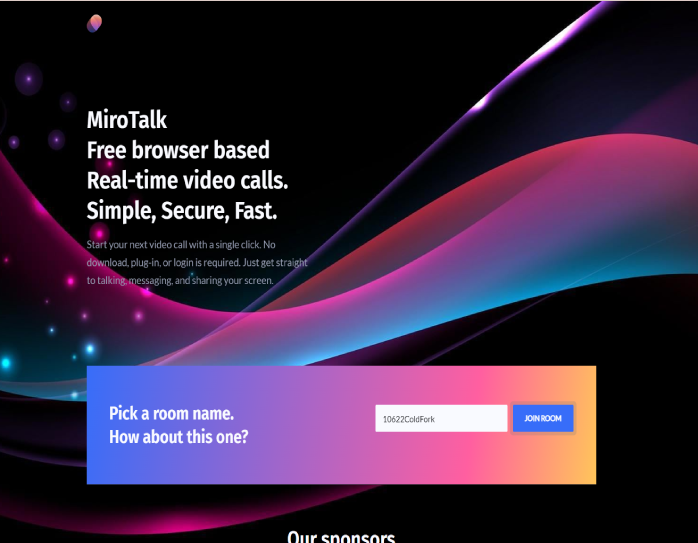 MiroTalk
Free browser based
Real-time video calls.
Simple, Secure, Fast.
Start your next video call with a single click. No
download, plug-in, or login is required. Just get straight
to talking, messaging, and sharing your screen.
Pick a room name.
How about this one?
10622ColdFork
JOIN ROOM
Our sponsors